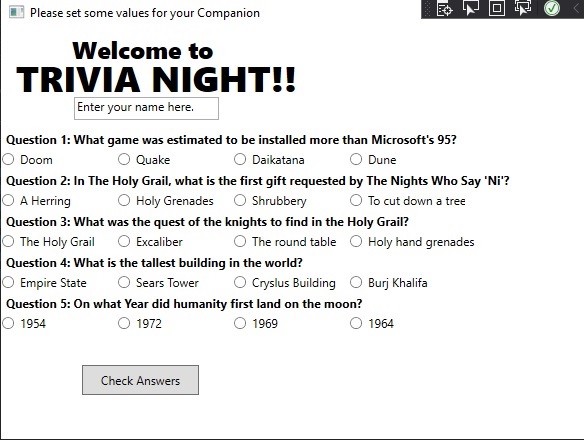 Please set some values for your Companion
Welcome to
TRIVIA NIGHT!!
Enter your name here.
Question 1: What game was estimated to be installed more than Microsoft's 95?
Doom Quake Daikatana Dune
Question 2: In The Holy Grail, what is the first gift requested by The Nights Who Say 'Ni'?
A Herring Holy Grenades Shrubbery To cut down a tree
Question 3: What was the quest of the knights to find in the Holy Grail?
The Holy Grail Excaliber The round table Holy hand grenades
Question 4: What is the tallest building in the world?
Empire State Sears Tower Cryslus Building Burj Khalifa
Question 5: On what Year did humanity first land on the moon?
1954 1972 1969 1964
Check Answers